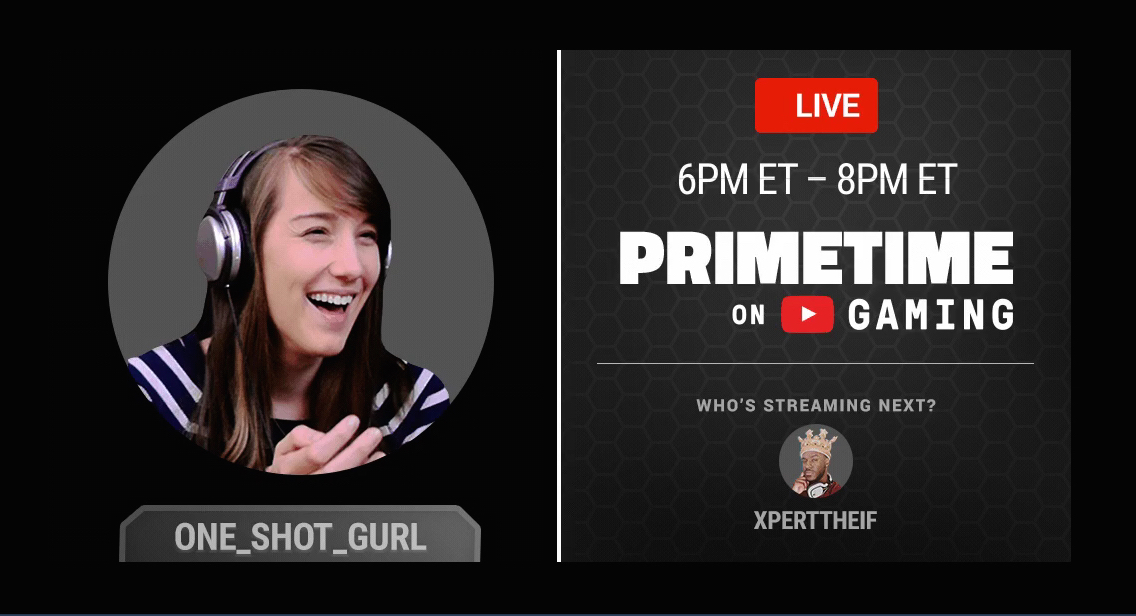 LIVE
6PM ET – 8PM ET
PRIMETIME
ON GAMING
WHO'S STREAMING NEXT?
XPERTTHEIF
ONE_SHOT_GURL